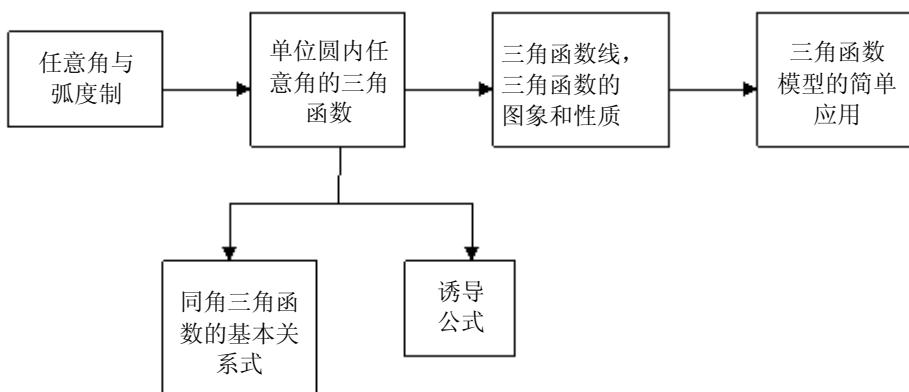 任意角与
弧度制
单位圆内任
意角的三角
函数
三角函数线，
三角函数的
图象和性质
三角函数
模型的简单
应用
同角三角函
数的基本关
系式
诱导
公式